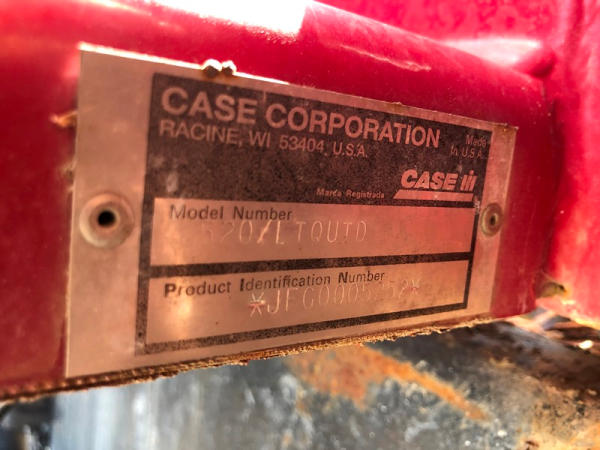 CASE CORPORATION
RACINE, WI 53404, U.S.A.
Made in U.S.A.
CASE IH
Marca Registrada
Model Number
Product Identification Number